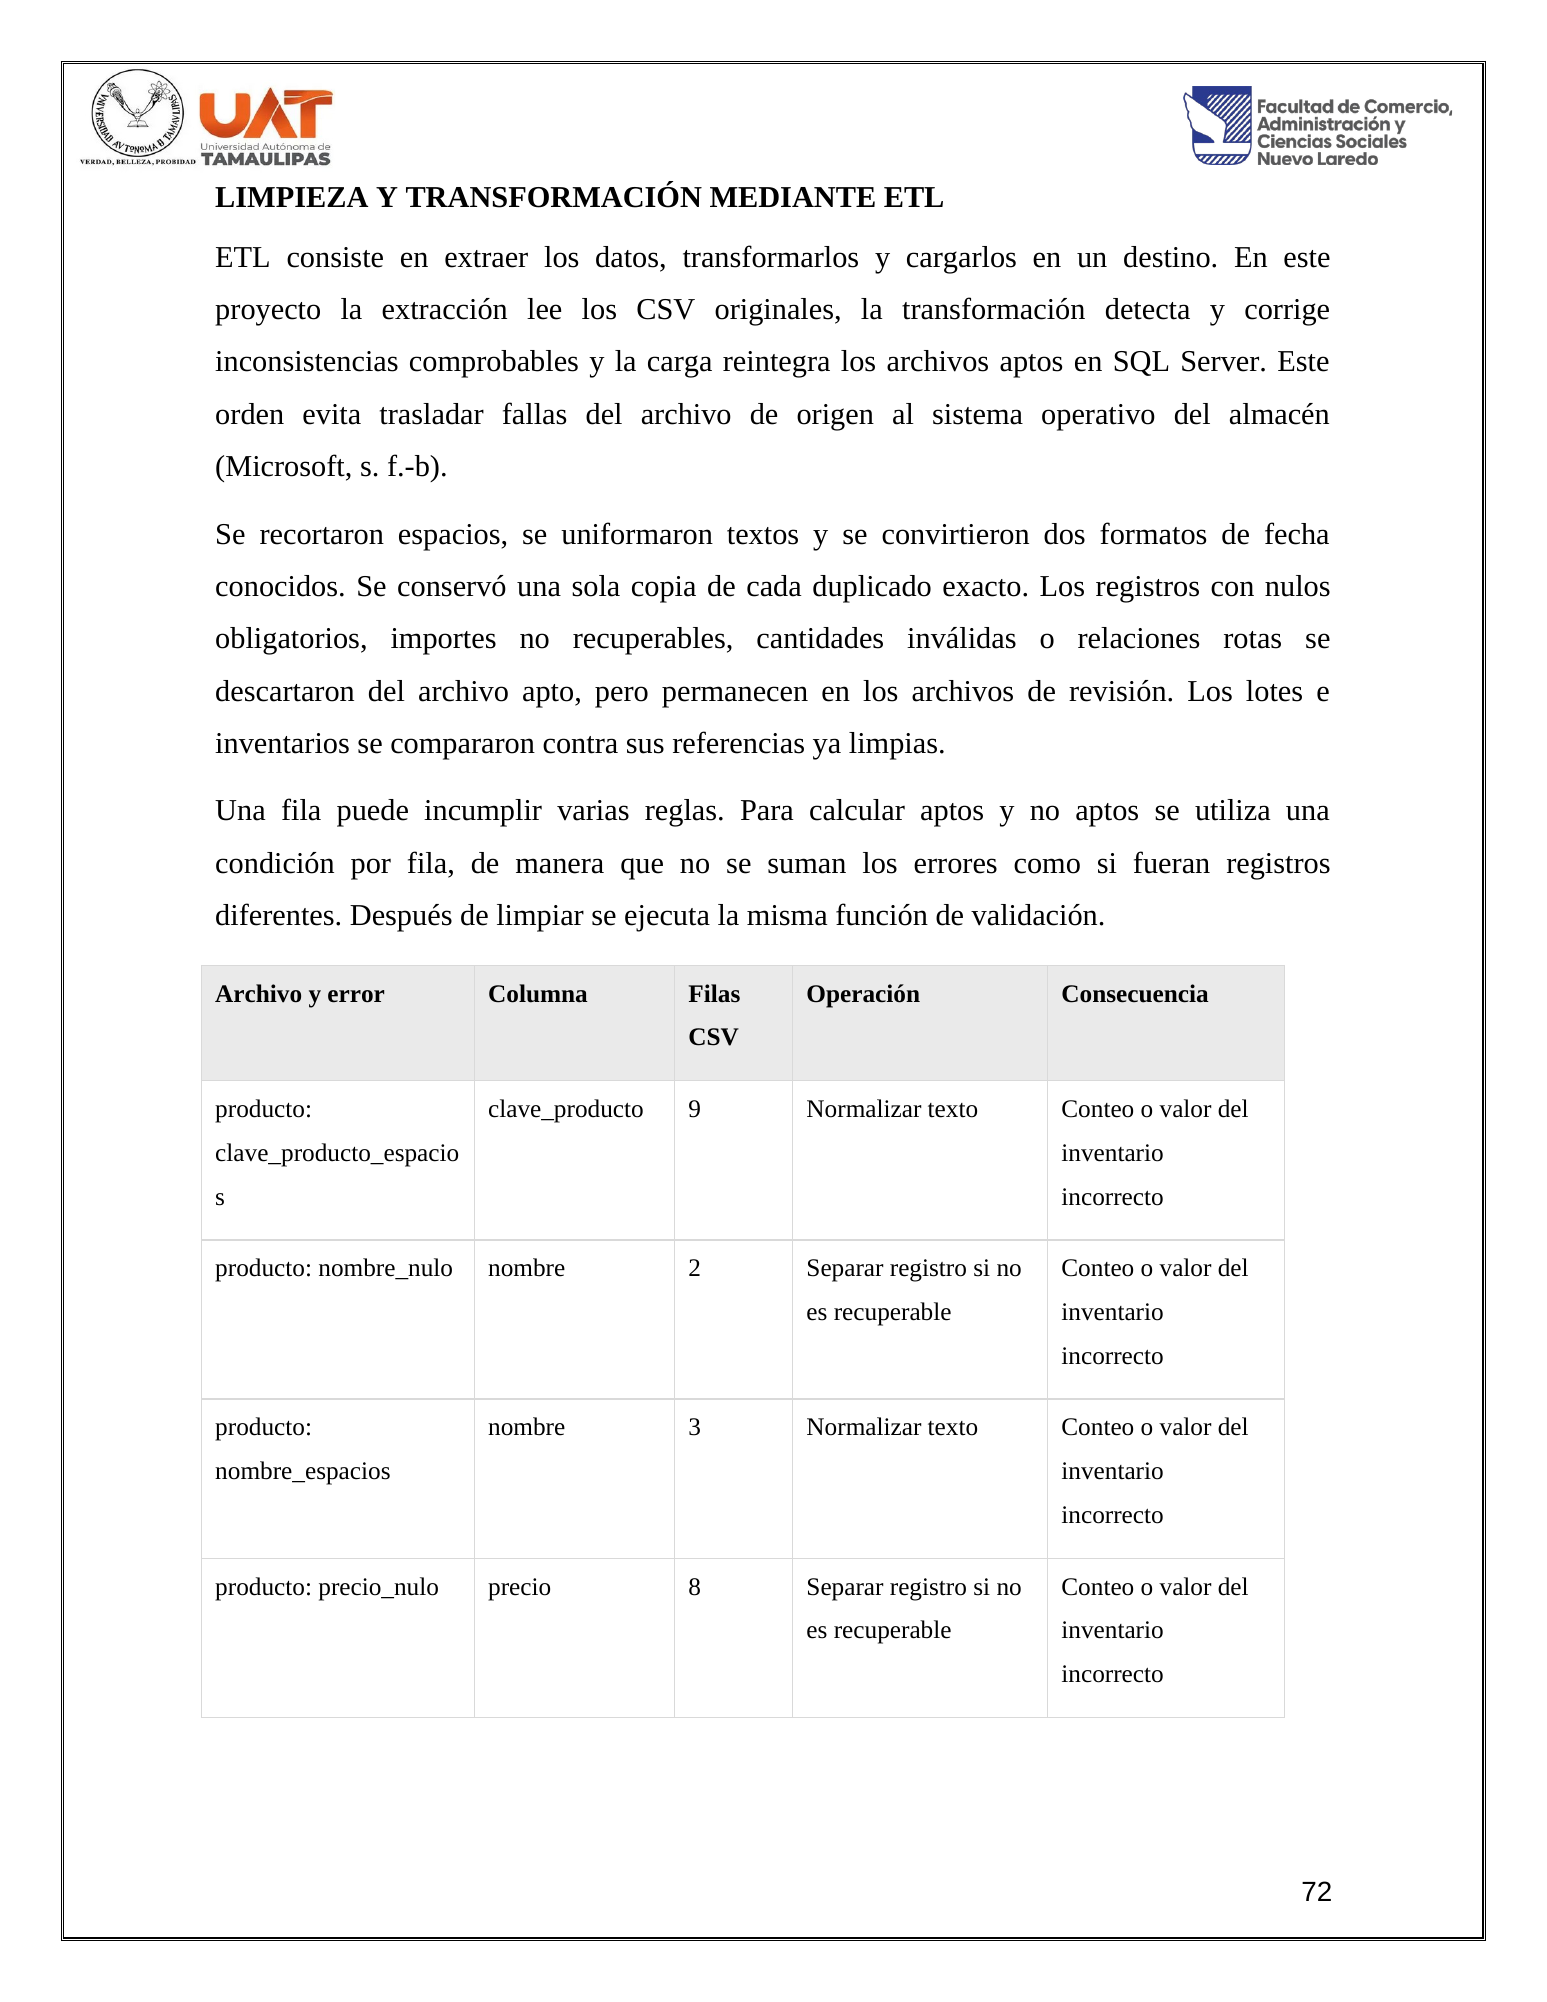 UNIVERSIDAD AUTONOMA DE TAMAULIPAS
VERDAD, BELLEZA, PROBIDAD
UAT
Universidad Autónoma de
TAMAULIPAS
Facultad de Comercio,
Administración y
Ciencias Sociales
Nuevo Laredo
LIMPIEZA Y TRANSFORMACIÓN MEDIANTE ETL
ETL consiste en extraer los datos, transformarlos y cargarlos en un destino. En este
proyecto la extracción lee los CSV originales, la transformación detecta y corrige
inconsistencias comprobables y la carga reintegra los archivos aptos en SQL Server. Este
orden evita trasladar fallas del archivo de origen al sistema operativo del almacén
(Microsoft, s. f.-b).
Se recortaron espacios, se uniformaron textos y se convirtieron dos formatos de fecha
conocidos. Se conservó una sola copia de cada duplicado exacto. Los registros con nulos
obligatorios, importes no recuperables, cantidades inválidas o relaciones rotas se
descartaron del archivo apto, pero permanecen en los archivos de revisión. Los lotes e
inventarios se compararon contra sus referencias ya limpias.
Una fila puede incumplir varias reglas. Para calcular aptos y no aptos se utiliza una
condición por fila, de manera que no se suman los errores como si fueran registros
diferentes. Después de limpiar se ejecuta la misma función de validación.
Archivo y error
Columna
Filas
CSV
Operación
Consecuencia
producto:
clave_producto_espacio
s
clave_producto
9
Normalizar texto
Conteo o valor del
inventario
incorrecto
producto: nombre_nulo
nombre
2
Separar registro si no
es recuperable
Conteo o valor del
inventario
incorrecto
producto:
nombre_espacios
nombre
3
Normalizar texto
Conteo o valor del
inventario
incorrecto
producto: precio_nulo
precio
8
Separar registro si no
es recuperable
Conteo o valor del
inventario
incorrecto
72